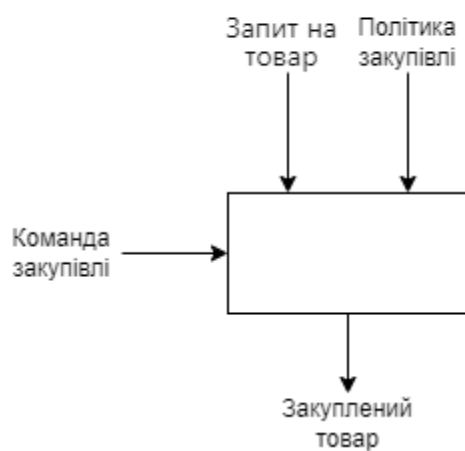 Запит на
товар
Політика
закупівлі
Команда
закупівлі
Закуплений
товар